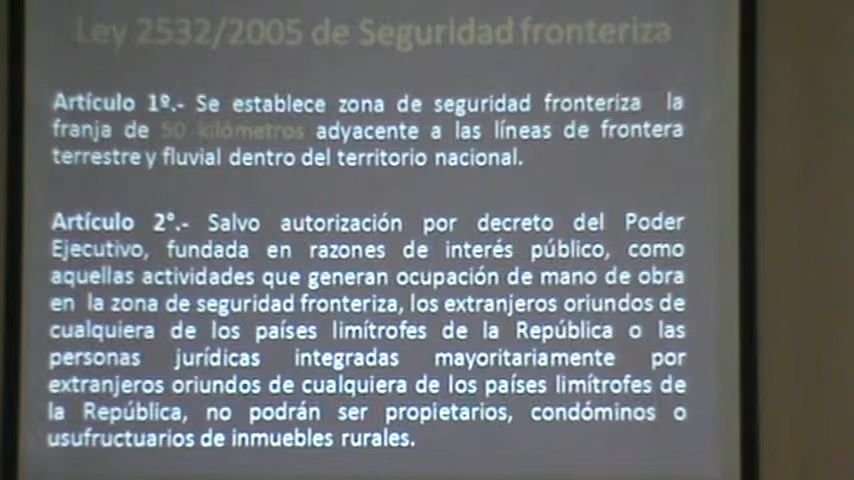 Ley 2532/2005 de Seguridad fronteriza
Artículo 1º.- Se establece zona de seguridad fronteriza la
franja de 50 kilómetros adyacente a las líneas de frontera
terrestre y fluvial dentro del territorio nacional.
Artículo 2°.- Salvo autorización por decreto del Poder
Ejecutivo, fundada en razones de interés público, como
aquellas actividades que generan ocupación de mano de obra
en la zona de seguridad fronteriza, los extranjeros oriundos de
cualquiera de los países limítrofes de la República o las
personas jurídicas integradas mayoritariamente por
extranjeros oriundos de cualquiera de los países limítrofes de
la República, no podrán ser propietarios, condóminos o
usufructuarios de inmuebles rurales.